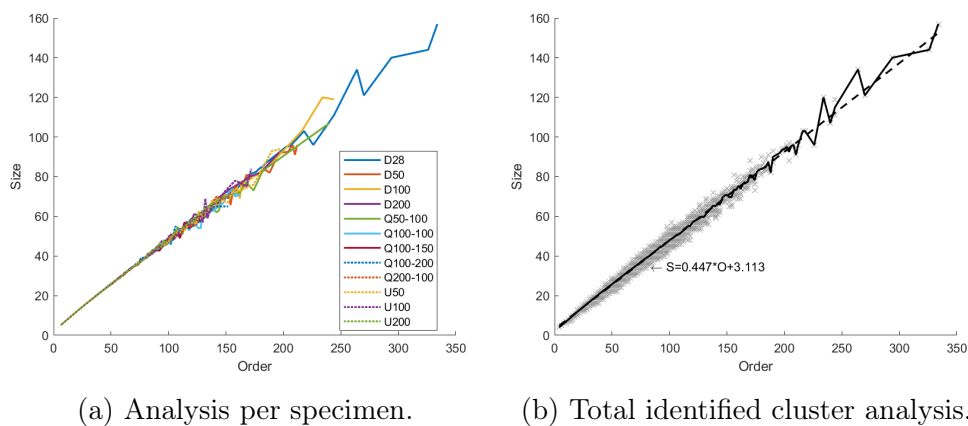 160
140
120
100
80
60
40
20
0
Size
0 50 100 150 200 250 300 350
Order
D28
D50
D100
D200
Q50-100
Q100-100
Q100-150
Q100-200
Q200-100
U50
U100
U200
(a) Analysis per specimen.
160
140
120
100
80
60
40
20
0
Size
← S=0.447*O+3.113
0 50 100 150 200 250 300 350
Order
(b) Total identified cluster analysis.